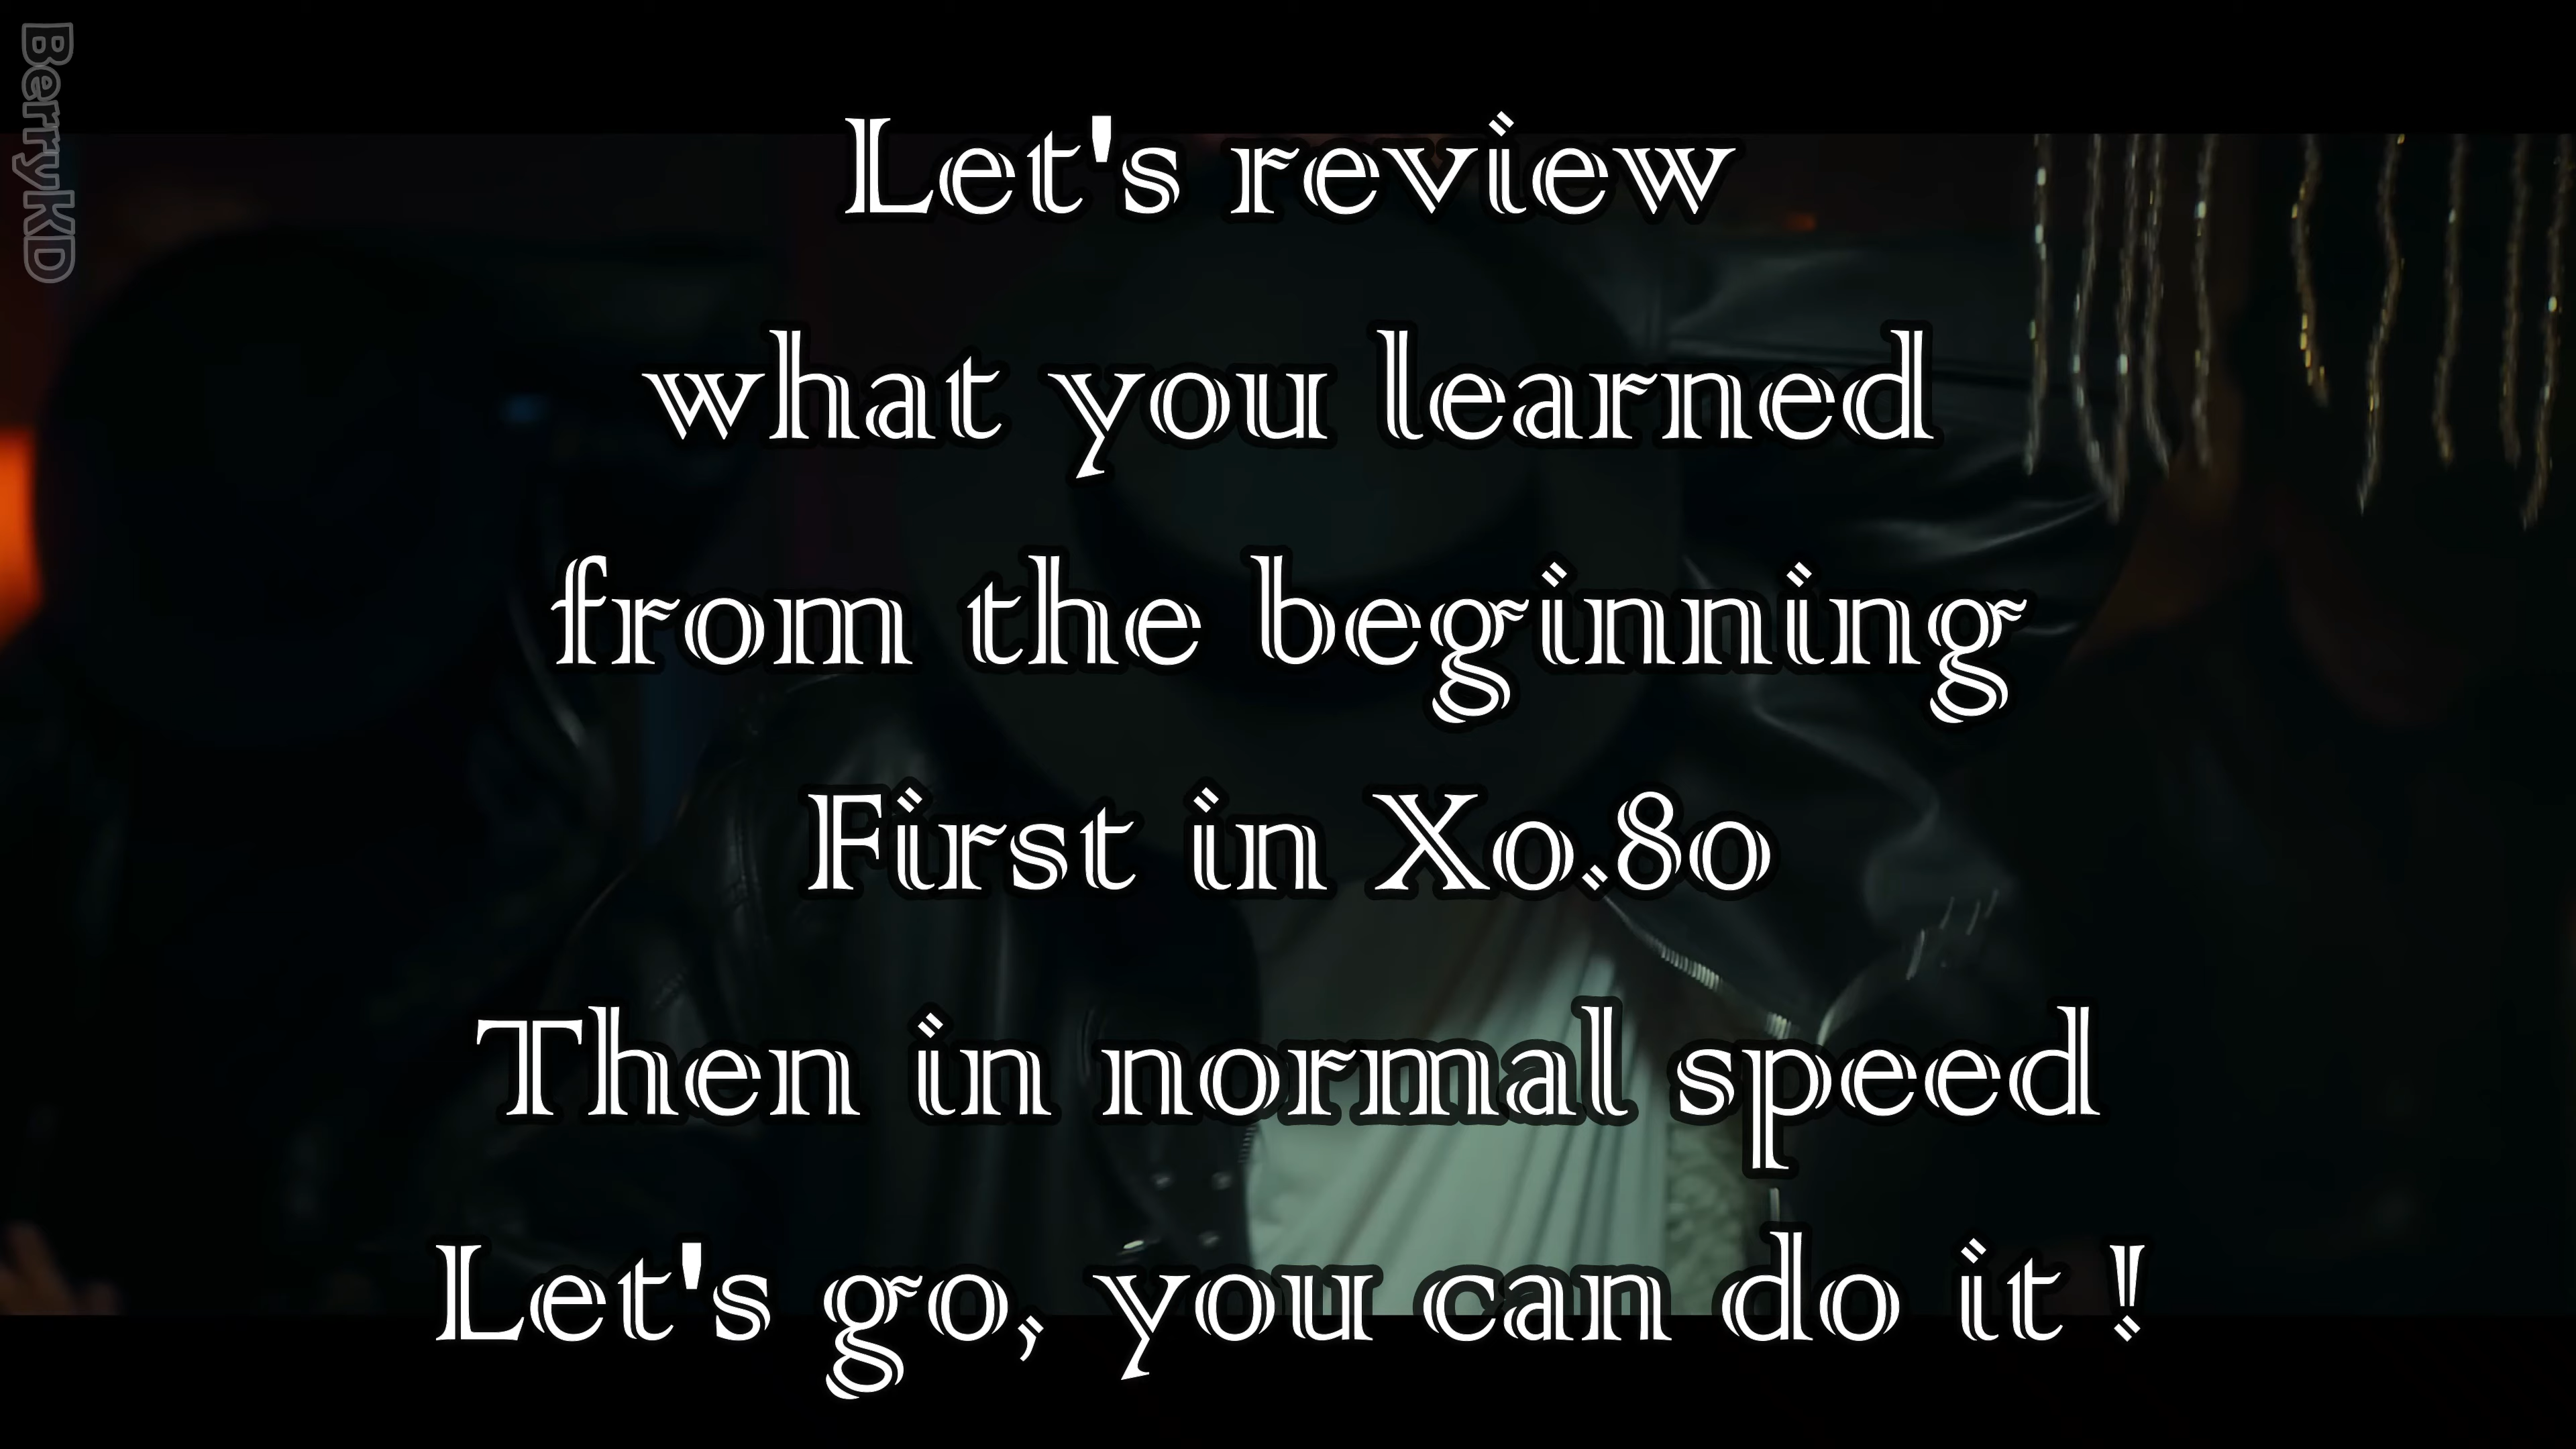 BerryKD
Let's review
what you learned
from the beginning
First in X0.80
Then in normal speed
Let's go, you can do it !